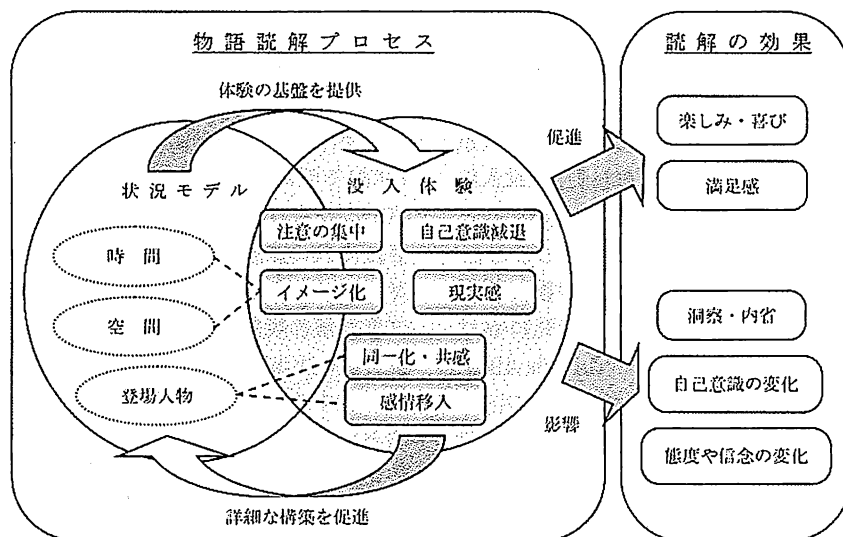 物語読解プロセス
体験の基盤を提供
状況モデル
没入体験
注意の集中
自己意識減退
時間
イメージ化
現実感
空間
同一化・共感
登場人物
感情移入
詳細な構築を促進
促進
影響
読解の効果
楽しみ・喜び
満足感
洞察・内省
自己意識の変化
態度や信念の変化